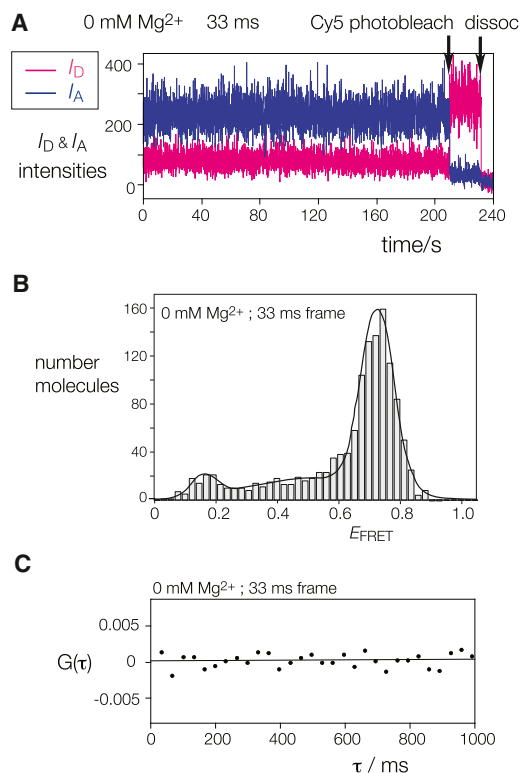 A
0 mM Mg2+ 33 ms Cy5 photobleach dissoc
ID
IA
ID & IA
intensities
400
200
0
0 40 80 120 160 200 240
time/s
B
0 mM Mg2+ ; 33 ms frame
number
molecules
160
120
80
40
0
0 0.2 0.4 0.6 0.8 1.0
EFRET
C
0 mM Mg2+ ; 33 ms frame
G(τ)
0.005
0
-0.005
0 200 400 600 800 1000
τ / ms